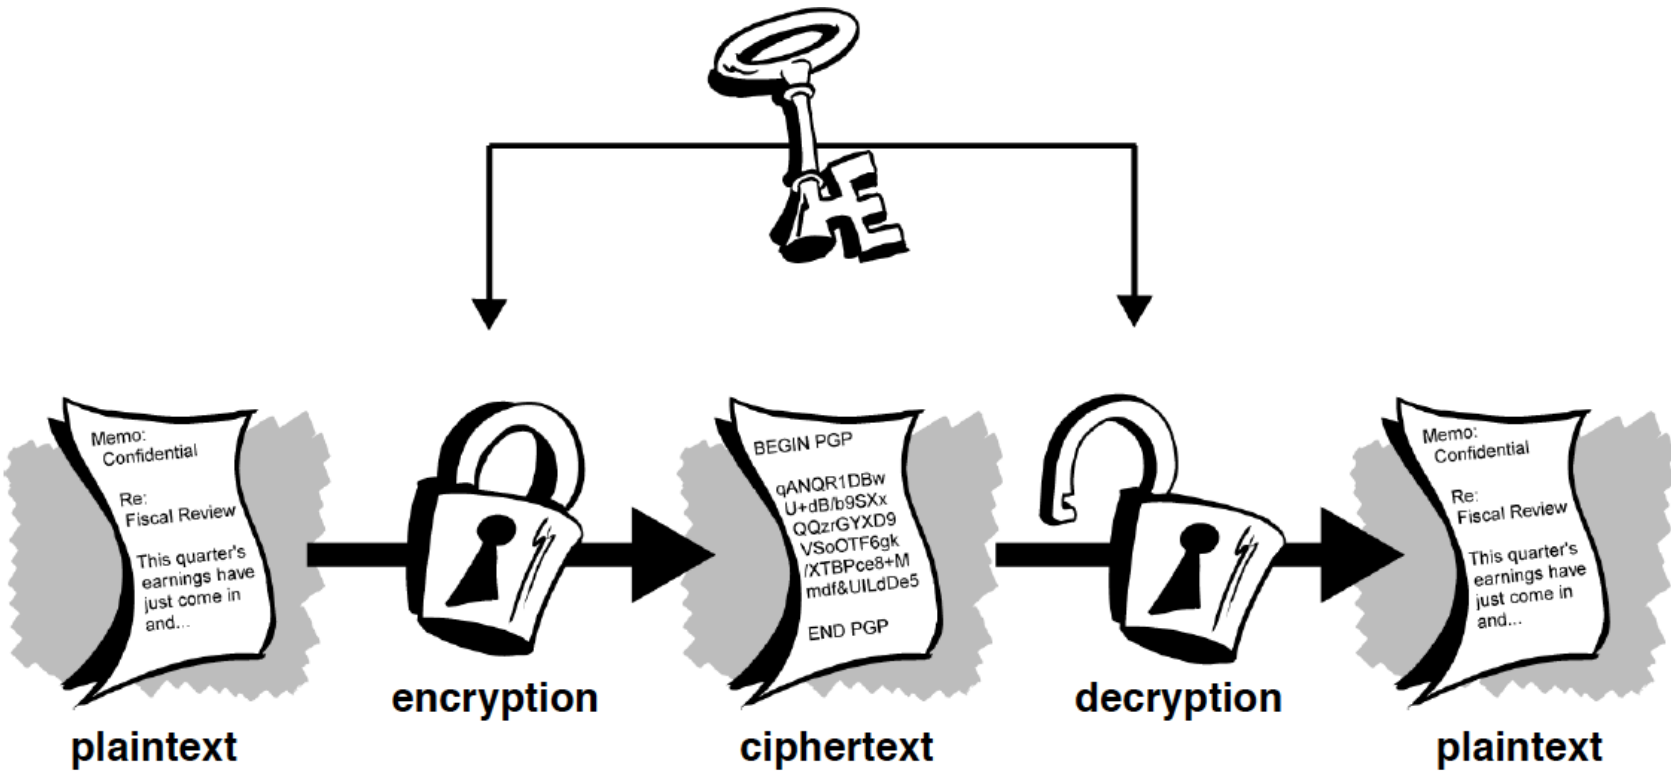 Memo:
Confidential
Re:
Fiscal Review
This quarter's
earnings have
just come in
and...
plaintext
encryption
BEGIN PGP
qANQR1DBw
U+dB/b9SXx
QQzrGYXD9
VSoOTF6gk
/XTBPce8+M
mdf&UILdDe5
END PGP
ciphertext
decryption
Memo:
Confidential
Re:
Fiscal Review
This quarter's
earnings have
just come in
and...
plaintext